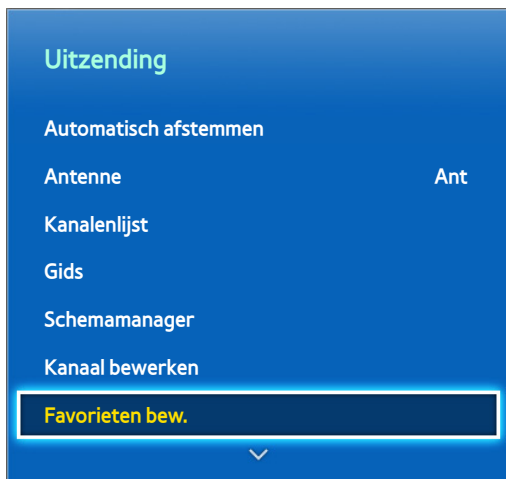 Uitzending
Automatisch afstemmen
Antenne Ant
Kanalenlijst
Gids
Schemamanager
Kanaal bewerken
Favorieten bew.